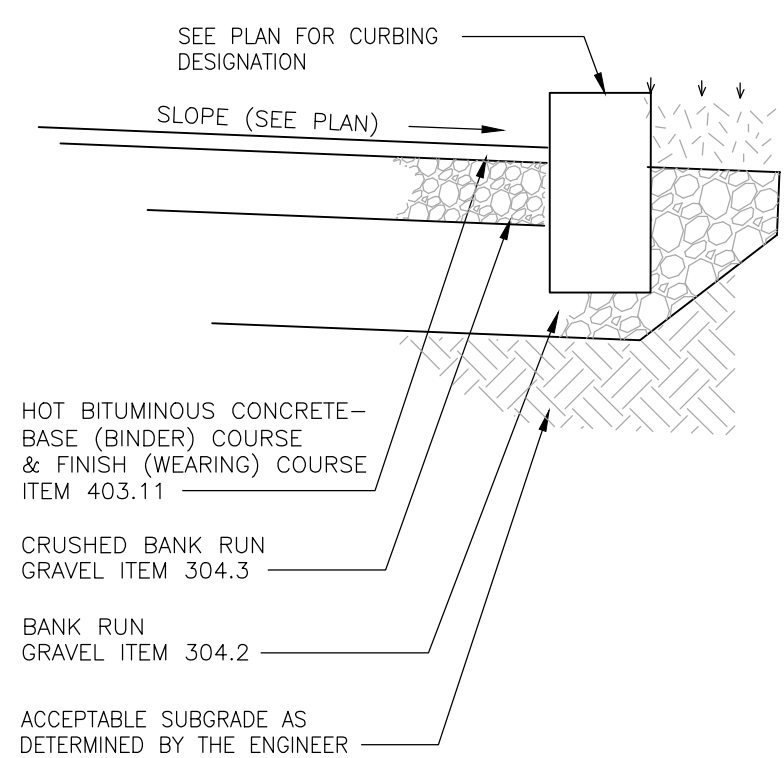 SEE PLAN FOR CURBING
DESIGNATION
SLOPE (SEE PLAN)
HOT BITUMINOUS CONCRETE–
BASE (BINDER) COURSE
& FINISH (WEARING) COURSE
ITEM 403.11
CRUSHED BANK RUN
GRAVEL ITEM 304.3
BANK RUN
GRAVEL ITEM 304.2
ACCEPTABLE SUBGRADE AS
DETERMINED BY THE ENGINEER